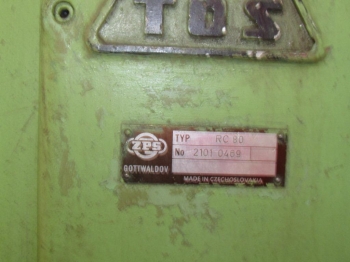 TOS
TYP RC 80
ZPS
No 2101-0469
GOTTWALDOV
MADE IN CZECHOSLOVAKIA